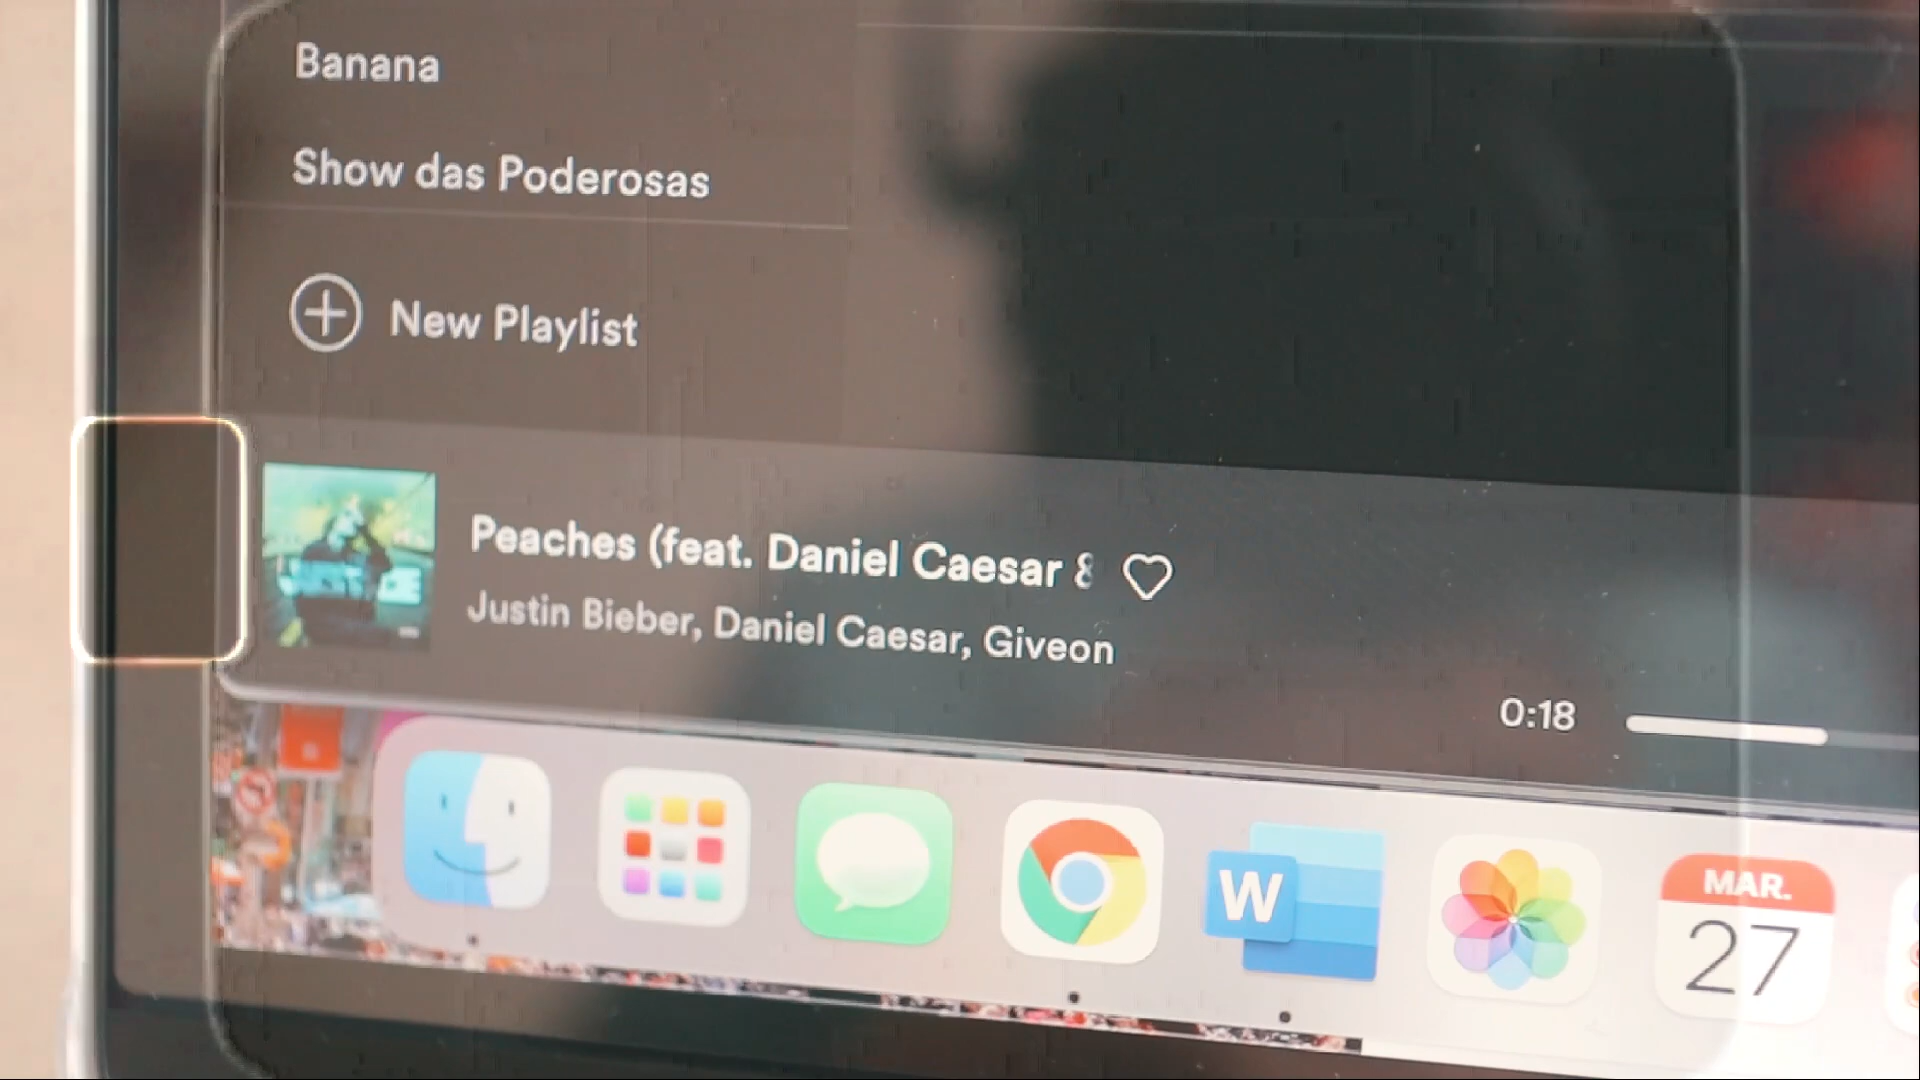 Banana
Show das Poderosas
New Playlist
Peaches (feat. Daniel Caesar &
Justin Bieber, Daniel Caesar, Giveon
0:18
W
MAR.
27